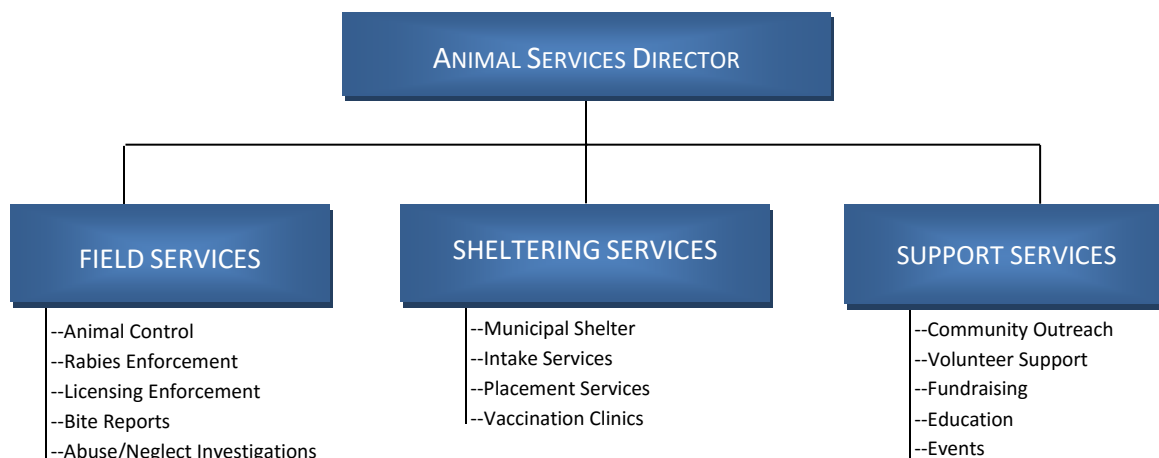 ANIMAL SERVICES DIRECTOR
FIELD SERVICES
--Animal Control
--Rabies Enforcement
--Licensing Enforcement
--Bite Reports
--Abuse/Neglect Investigations
SHELTERING SERVICES
--Municipal Shelter
--Intake Services
--Placement Services
--Vaccination Clinics
SUPPORT SERVICES
--Community Outreach
--Volunteer Support
--Fundraising
--Education
--Events